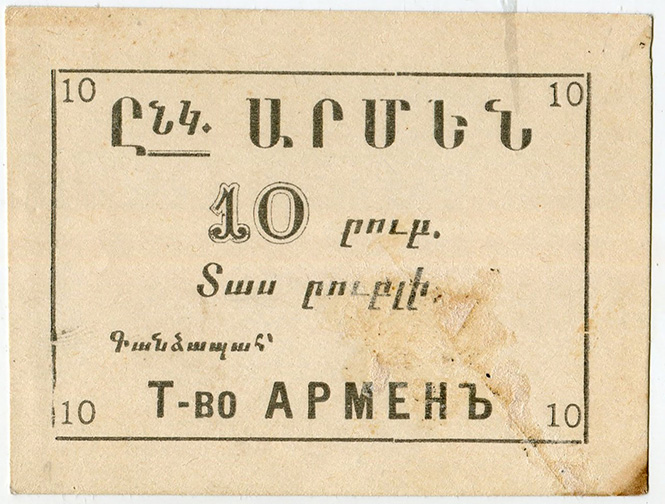 10 10
Ընկ. ԱՐՄԵՆ
10 րուբ.
Տաս րուբլի.
Գանձապահ՝
10 Т-во АРМЕНЪ 10